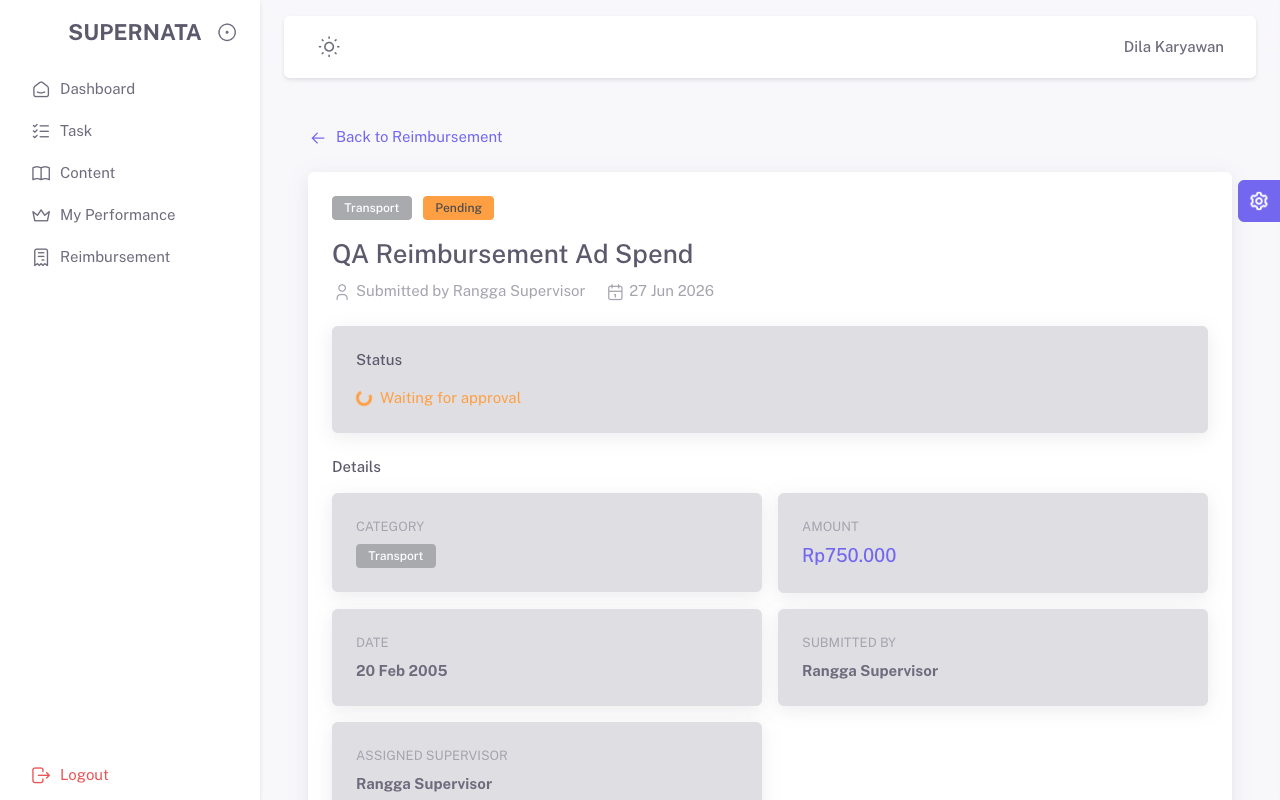 SUPERNATA
Dashboard
Task
Content
My Performance
Reimbursement
Logout
Dila Karyawan
Back to Reimbursement
Transport Pending
QA Reimbursement Ad Spend
Submitted by Rangga Supervisor 27 Jun 2026
Status
Waiting for approval
Details
CATEGORY
Transport
AMOUNT
Rp750.000
DATE
20 Feb 2005
SUBMITTED BY
Rangga Supervisor
ASSIGNED SUPERVISOR
Rangga Supervisor